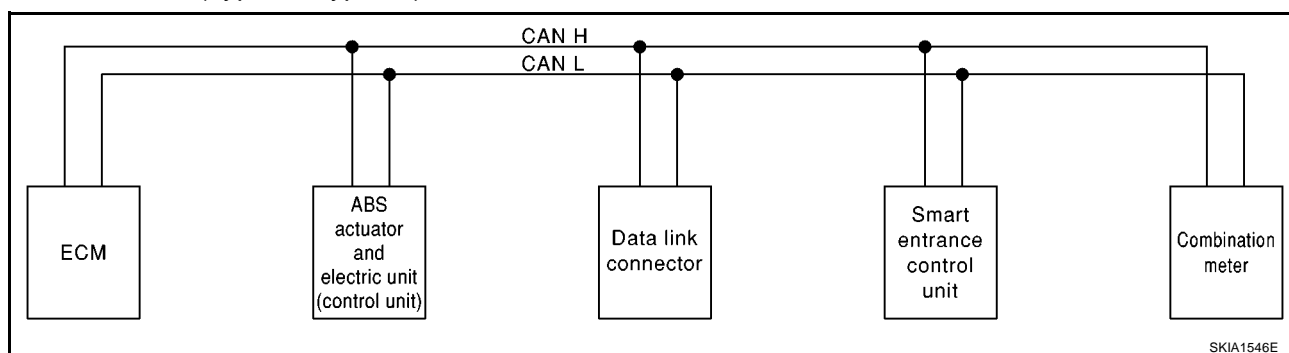 CAN H
CAN L
ECM
ABS
actuator
and
electric unit
(control unit)
Data link
connector
Smart
entrance
control
unit
Combination
meter
SKIA1546E